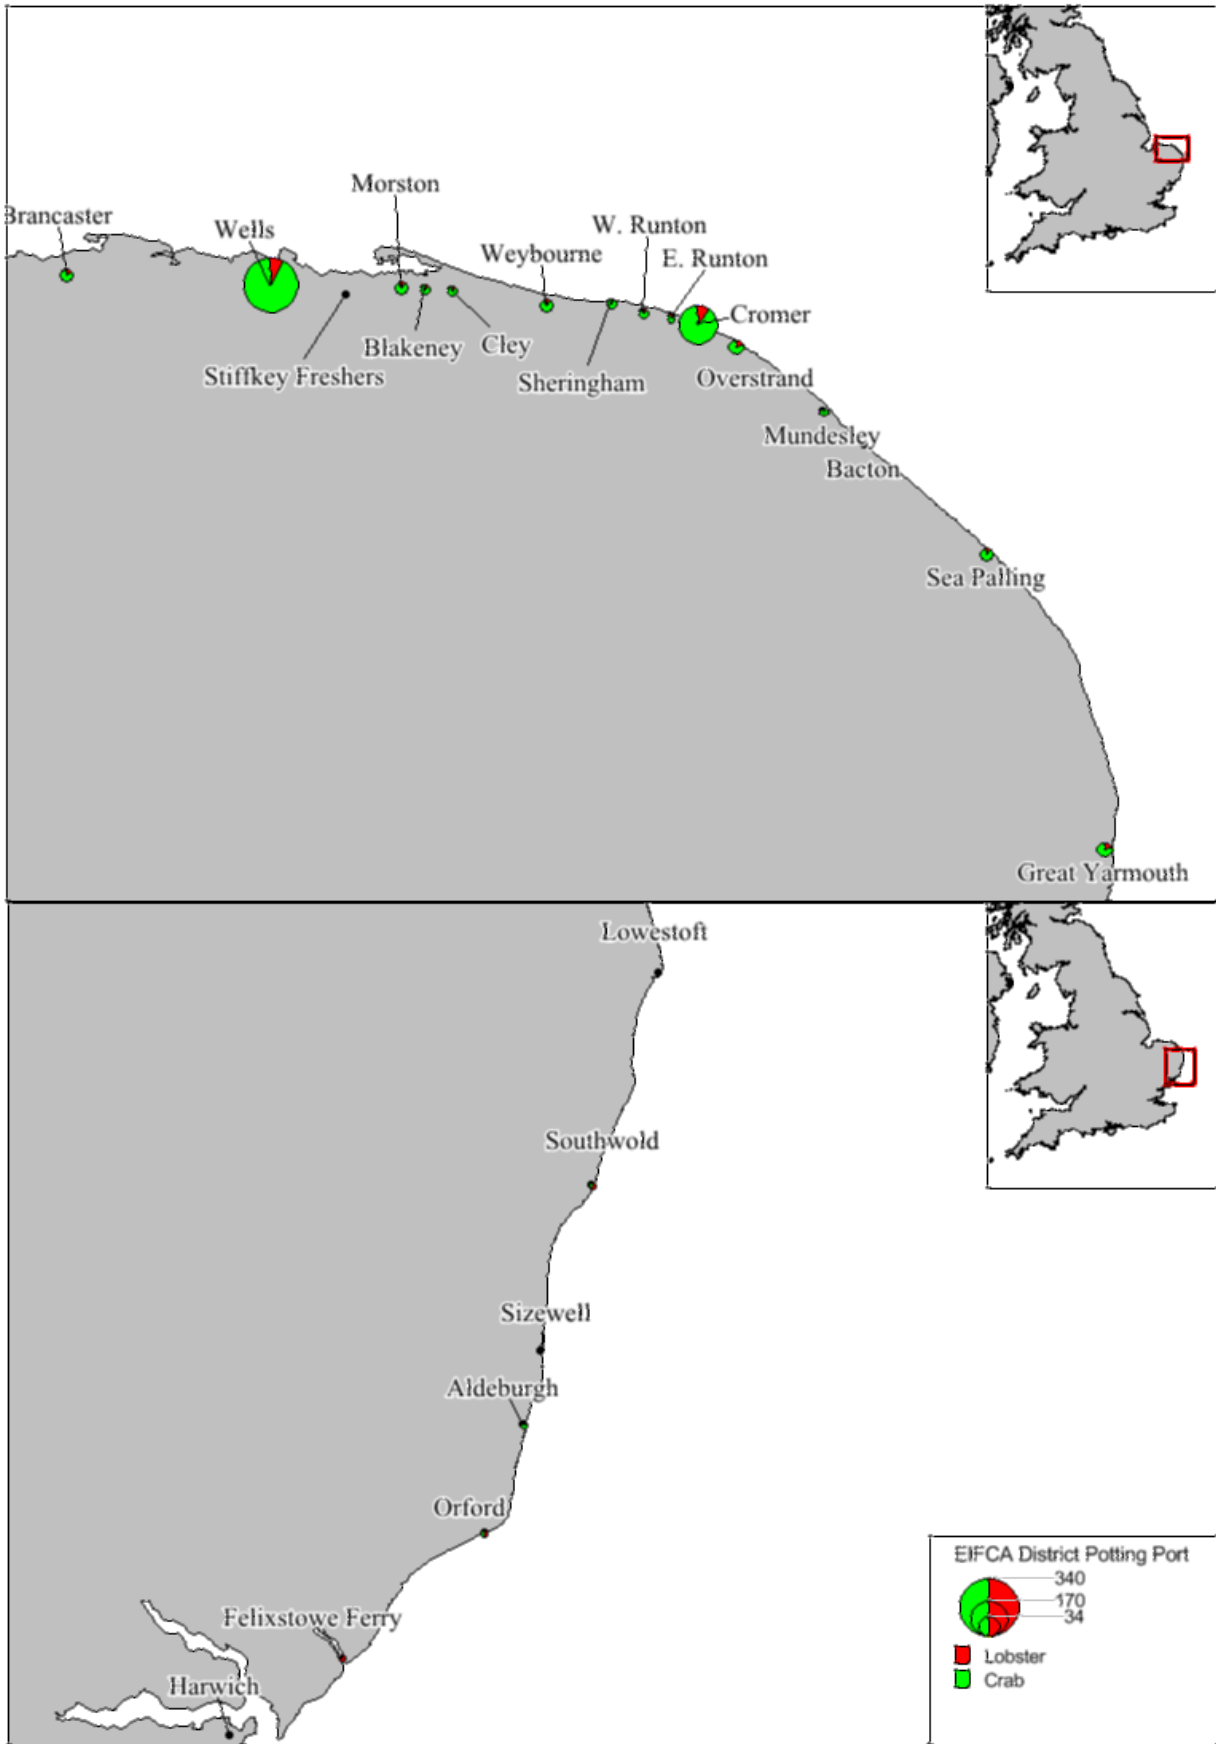 Morston
Brancaster
Wells
W. Runton
Weybourne
E. Runton
Cromer
Blakeney
Cley
Stiffkey Freshers
Sheringham
Overstrand
Mundesley
Bacton
Sea Palling
Great Yarmouth
Lowestoft
Southwold
Sizewell
Aldeburgh
Orford
Felixstowe Ferry
Harwich
EIFCA District Potting Port
340
170
34
Lobster
Crab